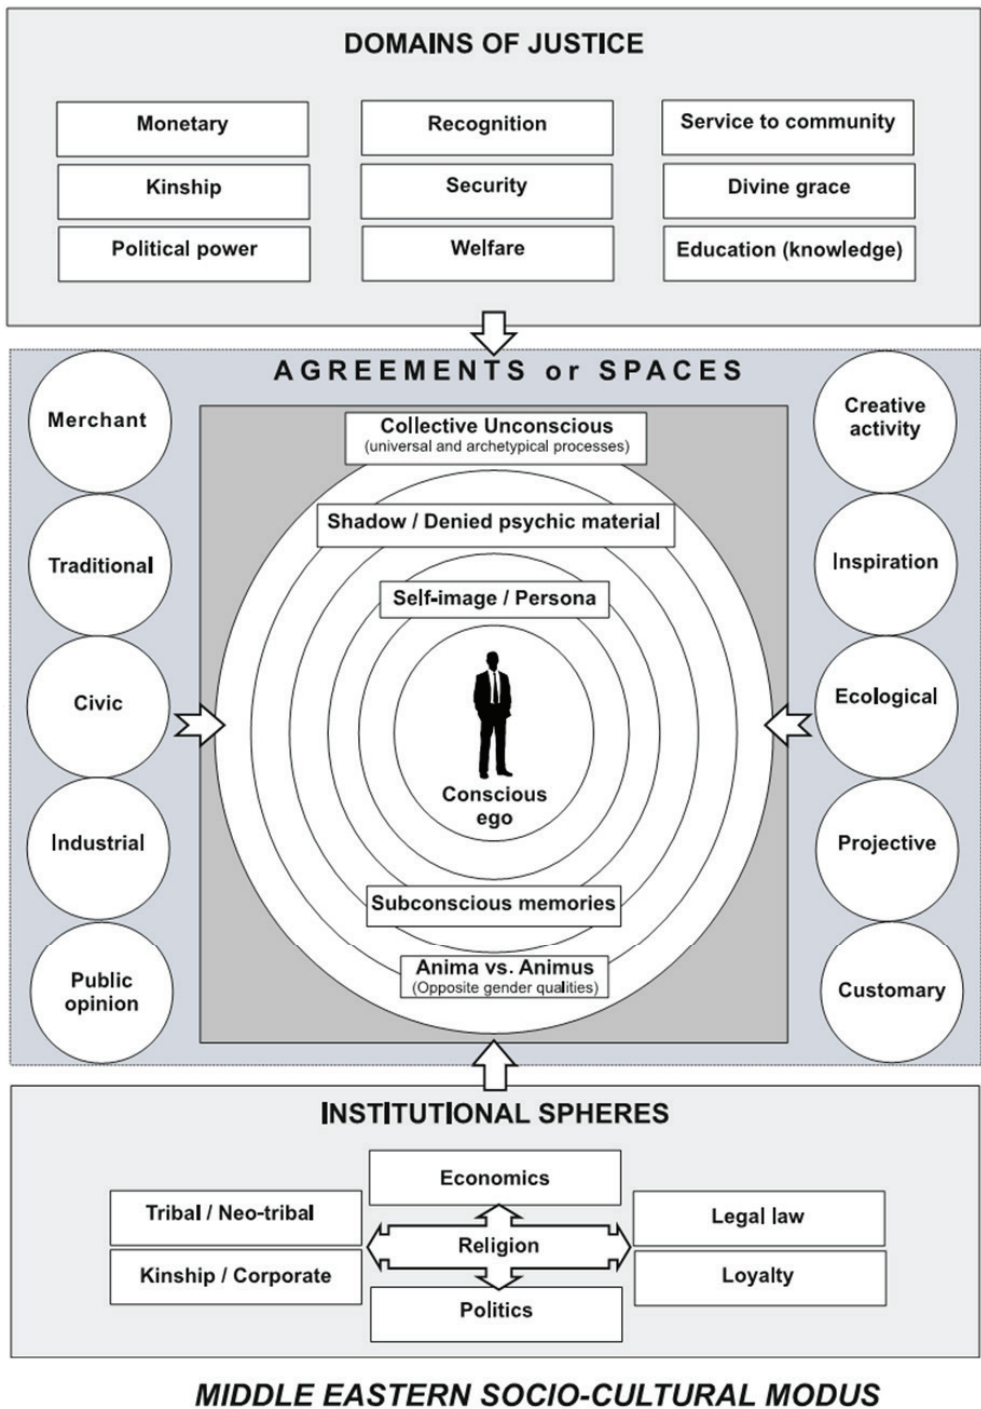 DOMAINS OF JUSTICE
Monetary
Recognition
Service to community
Kinship
Security
Divine grace
Political power
Welfare
Education (knowledge)
AGREEMENTS or SPACES
Merchant
Traditional
Civic
Industrial
Public
opinion
Collective Unconscious
(universal and archetypical processes)
Shadow / Denied psychic material
Self-image / Persona
Conscious
ego
Subconscious memories
Anima vs. Animus
(Opposite gender qualities)
Creative
activity
Inspiration
Ecological
Projective
Customary
INSTITUTIONAL SPHERES
Economics
Tribal / Neo-tribal
Legal law
Religion
Kinship / Corporate
Loyalty
Politics
MIDDLE EASTERN SOCIO-CULTURAL MODUS